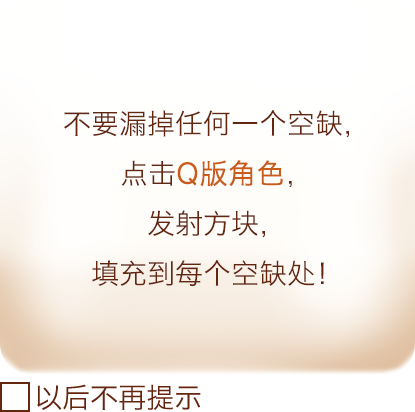 不要漏掉任何一个空缺，
点击Q版角色，
发射方块，
填充到每个空缺处！
以后不再提示